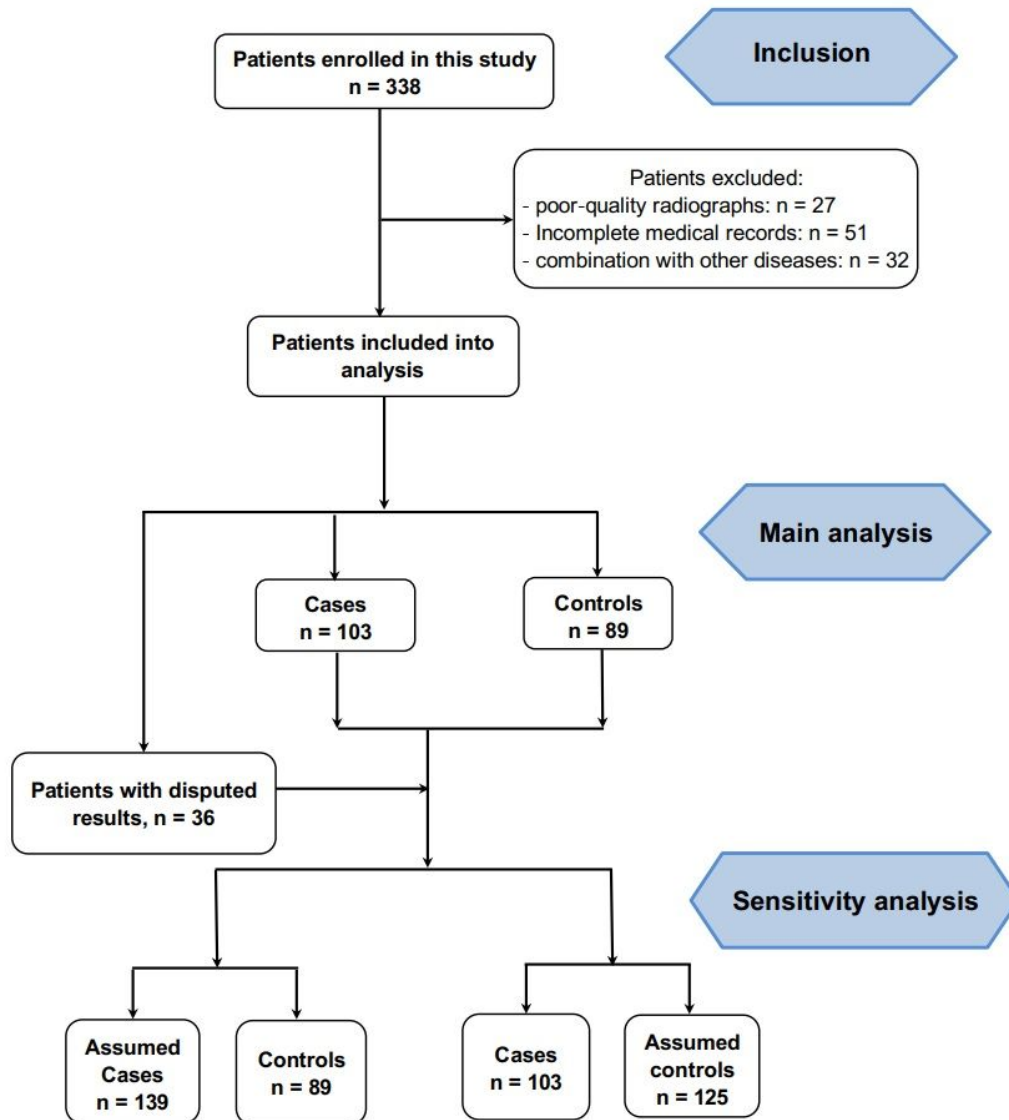 Patients enrolled in this study
n = 338
Inclusion
Patients excluded:
- poor-quality radiographs: n = 27
- Incomplete medical records: n = 51
- combination with other diseases: n = 32
Patients included into
analysis
Main analysis
Cases
n = 103
Controls
n = 89
Patients with disputed
results, n = 36
Sensitivity analysis
Assumed
Cases
n = 139
Controls
n = 89
Cases
n = 103
Assumed
controls
n = 125